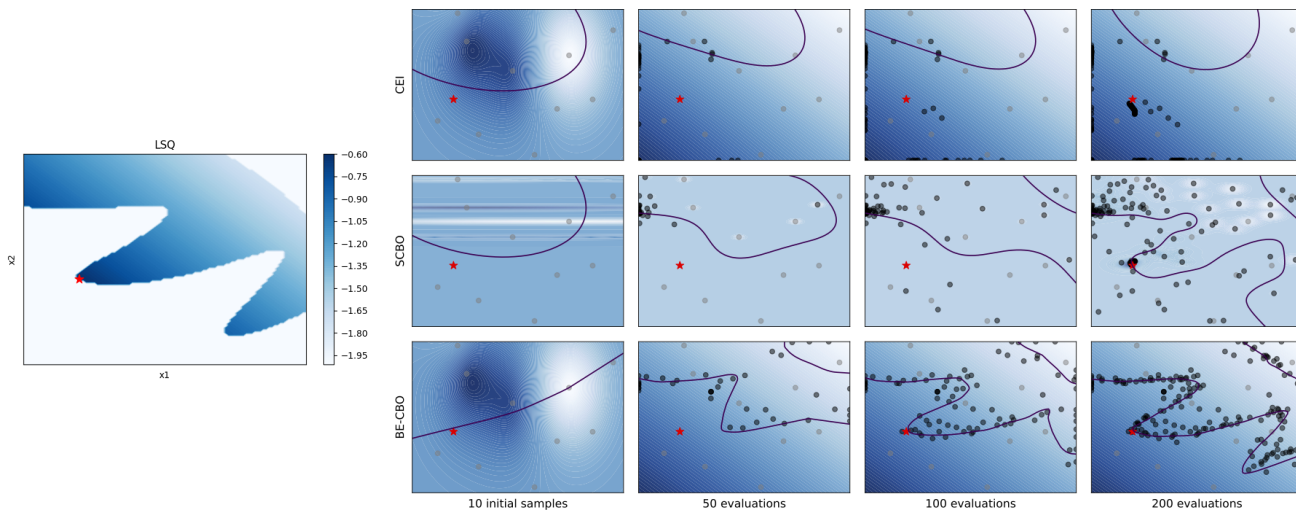 LSQ
x2
x1
−0.60
−0.75
−0.90
−1.05
−1.20
−1.35
−1.50
−1.65
−1.80
−1.95
CEI
SCBO
BE-CBO
10 initial samples
50 evaluations
100 evaluations
200 evaluations